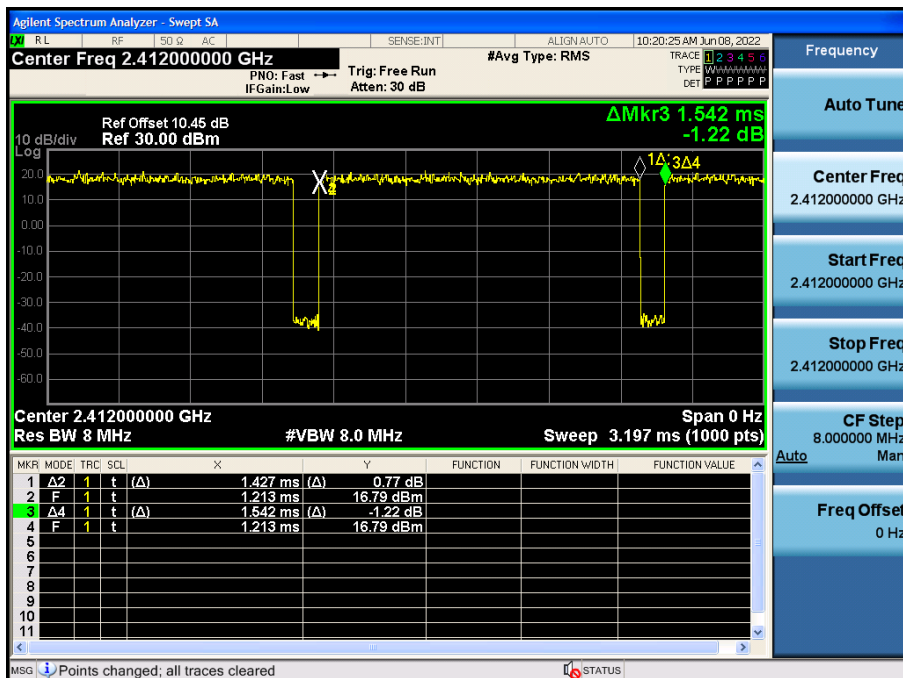 Agilent Spectrum Analyzer - Swept SA
LXI RL RF 50 Ω AC SENSE:INT ALIGN AUTO 10:20:25 AM Jun 08, 2022
Center Freq 2.412000000 GHz
PNO: Fast
IFGain:Low
Trig: Free Run
Atten: 30 dB
#Avg Type: RMS
TRACE 1 2 3 4 5 6
TYPE WWWWWW
DET P P P P P P
Frequency
Auto Tune
Center Freq
2.412000000 GHz
Start Freq
2.412000000 GHz
Stop Freq
2.412000000 GHz
CF Step
8.000000 MHz
Auto Man
Freq Offset
0 Hz
ΔMkr3 1.542 ms
-1.22 dB
Ref Offset 10.45 dB
10 dB/div Ref 30.00 dBm
Log
20.0
10.0
0.00
-10.0
-20.0
-30.0
-40.0
-50.0
-60.0
1Δ 3Δ4
2
Center 2.412000000 GHz Span 0 Hz
Res BW 8 MHz #VBW 8.0 MHz Sweep 3.197 ms (1000 pts)
MKR MODE TRC SCL X Y FUNCTION FUNCTION WIDTH FUNCTION VALUE
1 Δ2 1 t (Δ) 1.427 ms (Δ) 0.77 dB
2 F 1 t 1.213 ms 16.79 dBm
3 Δ4 1 t (Δ) 1.542 ms (Δ) -1.22 dB
4 F 1 t 1.213 ms 16.79 dBm
5
6
7
8
9
10
11
MSG Points changed; all traces cleared STATUS